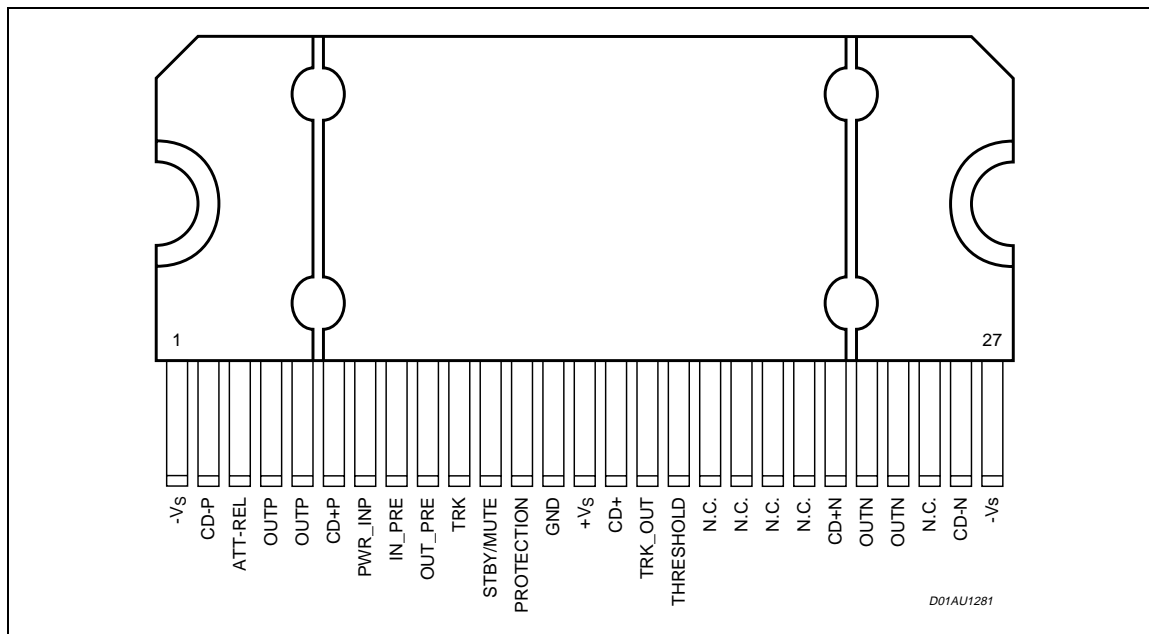 1
27
-VS
CD-P
ATT-REL
OUTP
OUTP
CD+P
PWR_INP
IN_PRE
OUT_PRE
TRK
STBY/MUTE
PROTECTION
GND
+VS
CD+
TRK_OUT
THRESHOLD
N.C.
N.C.
N.C.
N.C.
CD+N
OUTN
OUTN
N.C.
CD-N
-VS
D01AU1281